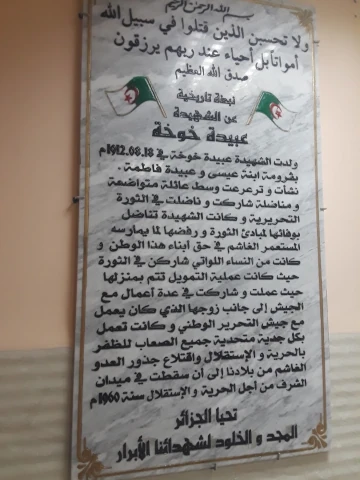 بسم الله الرحمن الرحيم
ولا تحسبن الذين قتلوا في سبيل الله
أمواتا بل أحياء عند ربهم يرزقون
صدق الله العظيم
نبطة تاريخية
عن الشهيدة
عبيدة خوخة
ولدت الشهيدة عبيدة خوخة في 1912.08.18م
بقرومة ابنة عيسى و عبيدة فاطمة .
نشأت و ترعرعت وسط عائلة متواضعة
و مناضلة شاركت و ناضلت في الثورة
التحريرية و كانت الشهيدة تناضل
بوفائها لمبادئ الثورة و رفضها لما يمارسه
المستعمر الغاشم في حق أبناء هذا الوطن و
كانت من النساء اللواتي شاركن في الثورة
حيث كانت عملية التمويل تتم بمنزلها
حيث عملت و شاركت في عدة أعمال مع
الجيش إلى جانب زوجها الذي كان يعمل
مع جيش التحرير الوطني و كانت تعمل
بكل جدية متحدية جميع الصعاب للظفر
بالحرية و الإستقلال واقتلاع جذور العدو
الغاشم من بلادنا إلى أن سقطت في ميدان
الشرف من أجل الحرية و الإستقلال سنة 1960م
تحيا الجزائر
المجد و الخلود لشهدائنا الأبرار